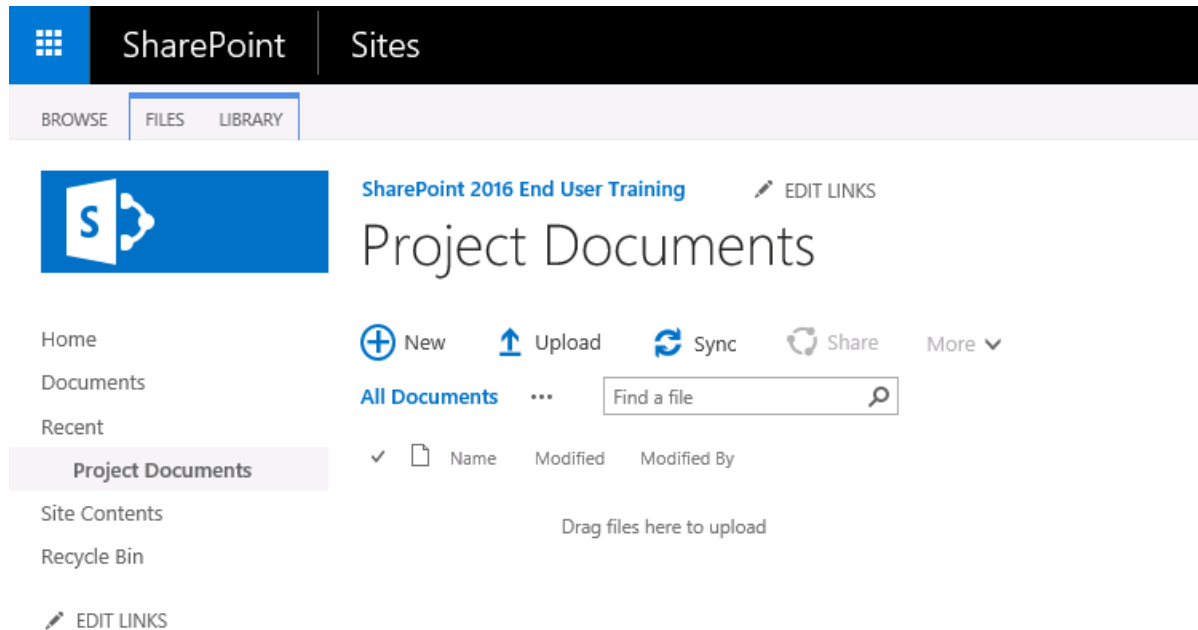 SharePoint Sites
BROWSE FILES LIBRARY
S
SharePoint 2016 End User Training EDIT LINKS
Project Documents
Home
Documents
Recent
Project Documents
Site Contents
Recycle Bin
EDIT LINKS
New Upload Sync Share More
All Documents ... Find a file
Name Modified Modified By
Drag files here to upload